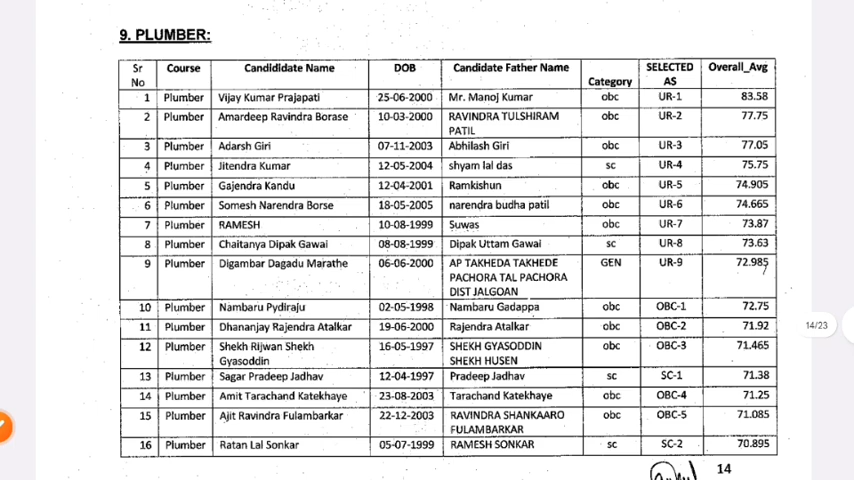 9. PLUMBER:
Sr No Course Candididate Name DOB Candidate Father Name Category SELECTED AS Overall_Avg
1 Plumber Vijay Kumar Prajapati 25-06-2000 Mr. Manoj Kumar obc UR-1 83.58
2 Plumber Amardeep Ravindra Borase 10-03-2000 RAVINDRA TULSHIRAM PATIL obc UR-2 77.75
3 Plumber Adarsh Giri 07-11-2003 Abhilash Giri obc UR-3 77.05
4 Plumber Jitendra Kumar 12-05-2004 shyam lal das sc UR-4 75.75
5 Plumber Gajendra Kandu 12-04-2001 Ramkishun obc UR-5 74.905
6 Plumber Somesh Narendra Borse 18-05-2005 narendra budha patil obc UR-6 74.665
7 Plumber RAMESH 10-08-1999 Suwas obc UR-7 73.87
8 Plumber Chaitanya Dipak Gawai 08-08-1999 Dipak Uttam Gawai sc UR-8 73.63
9 Plumber Digambar Dagadu Marathe 06-06-2000 AP TAKHEDA TAKHEDE PACHORA TAL PACHORA DIST JALGOAN GEN UR-9 72.985
10 Plumber Nambaru Pydiraju 02-05-1998 Nambaru Gadappa obc OBC-1 72.75
11 Plumber Dhananjay Rajendra Atalkar 19-06-2000 Rajendra Atalkar obc OBC-2 71.92
12 Plumber Shekh Rijwan Shekh Gyasoddin 16-05-1997 SHEKH GYASODDIN SHEKH HUSEN obc OBC-3 71.465
13 Plumber Sagar Pradeep Jadhav 12-04-1997 Pradeep Jadhav sc SC-1 71.38
14 Plumber Amit Tarachand Katekhaye 23-08-2003 Tarachand Katekhaye obc OBC-4 71.25
15 Plumber Ajit Ravindra Fulambarkar 22-12-2003 RAVINDRA SHANKAARO FULAMBARKAR obc OBC-5 71.085
16 Plumber Ratan Lal Sonkar 05-07-1999 RAMESH SONKAR sc SC-2 70.895
14/23
14